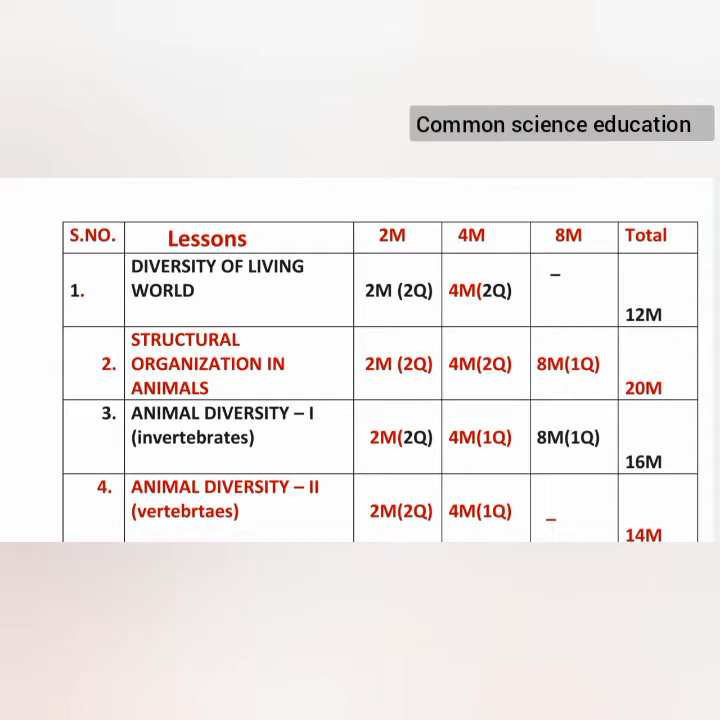 Common science education
S.NO. Lessons 2M 4M 8M Total
DIVERSITY OF LIVING –
1. WORLD 2M (2Q) 4M(2Q)
12M
STRUCTURAL
2. ORGANIZATION IN 2M (2Q) 4M(2Q) 8M(1Q)
ANIMALS 20M
3. ANIMAL DIVERSITY – I
(invertebrates) 2M(2Q) 4M(1Q) 8M(1Q)
16M
4. ANIMAL DIVERSITY – II
(vertebrtaes) 2M(2Q) 4M(1Q) –
14M